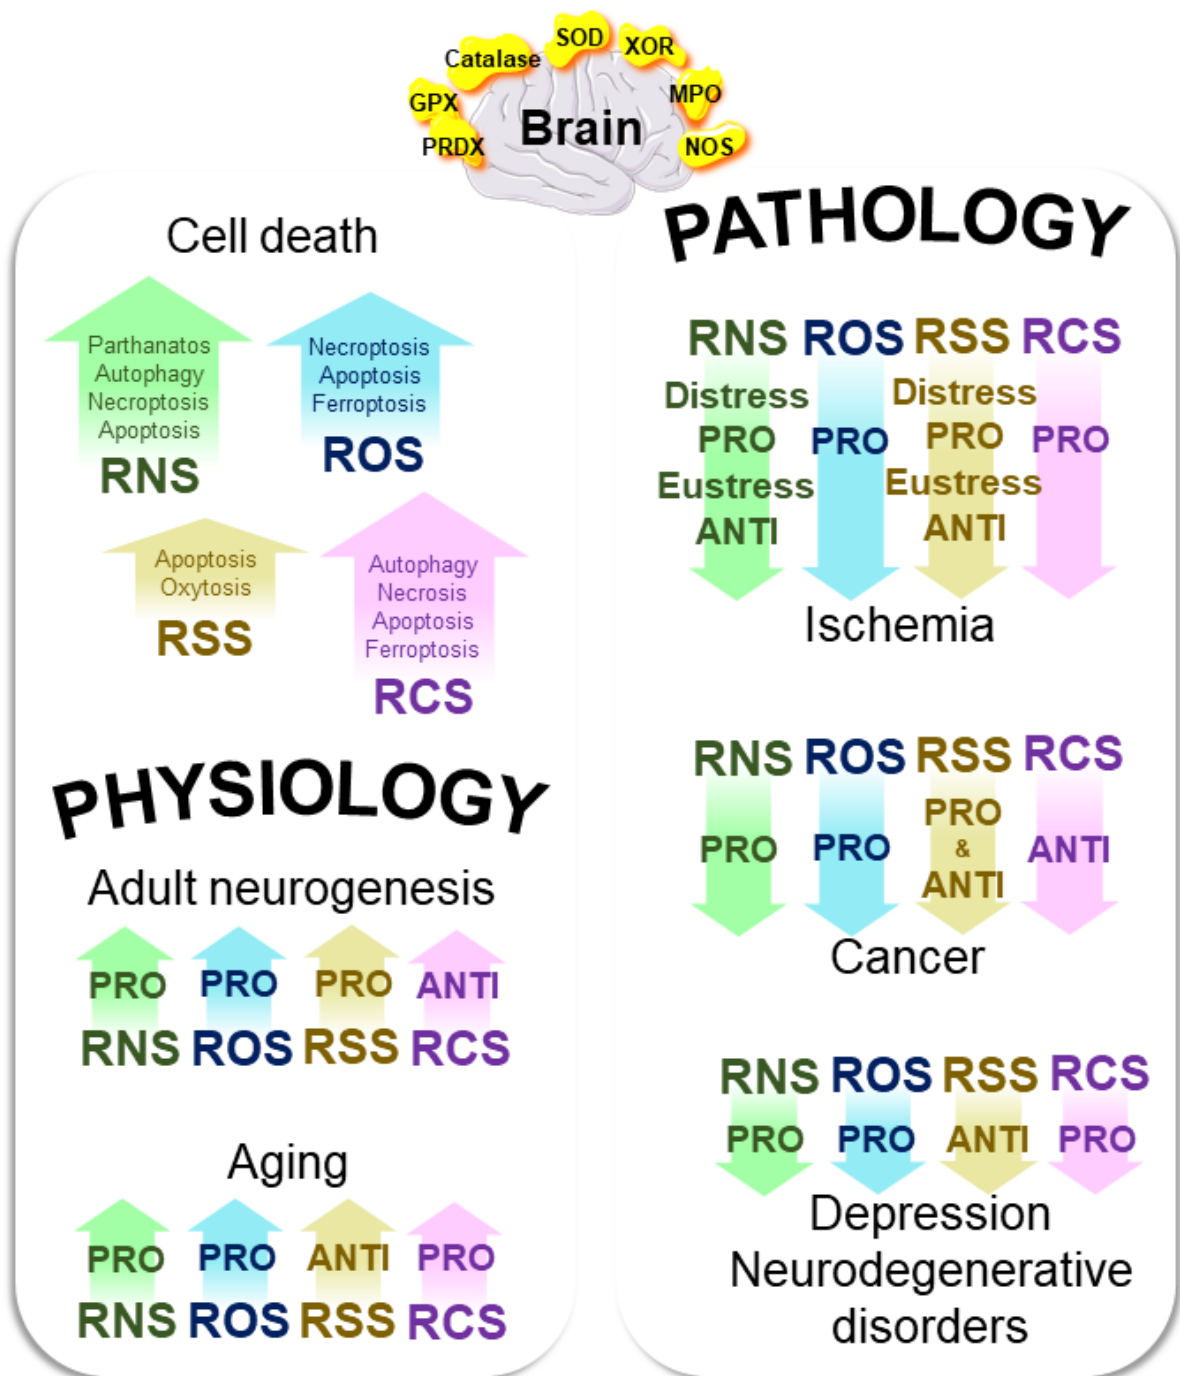 Catalase
SOD
XOR
GPX
MPO
PRDX
Brain
NOS
Cell death
Parthanatos
Autophagy
Necroptosis
Apoptosis
RNS
Necroptosis
Apoptosis
Ferroptosis
ROS
Apoptosis
Oxytosis
RSS
Autophagy
Necrosis
Apoptosis
Ferroptosis
RCS
PHYSIOLOGY
Adult neurogenesis
PRO PRO PRO ANTI
RNS ROS RSS RCS
Aging
PRO PRO ANTI PRO
RNS ROS RSS RCS
PATHOLOGY
RNS ROS RSS RCS
Distress Distress
PRO PRO PRO PRO
Eustress Eustress
ANTI ANTI
Ischemia
RNS ROS RSS RCS
PRO PRO PRO & ANTI ANTI
Cancer
RNS ROS RSS RCS
PRO PRO ANTI PRO
Depression
Neurodegenerative
disorders